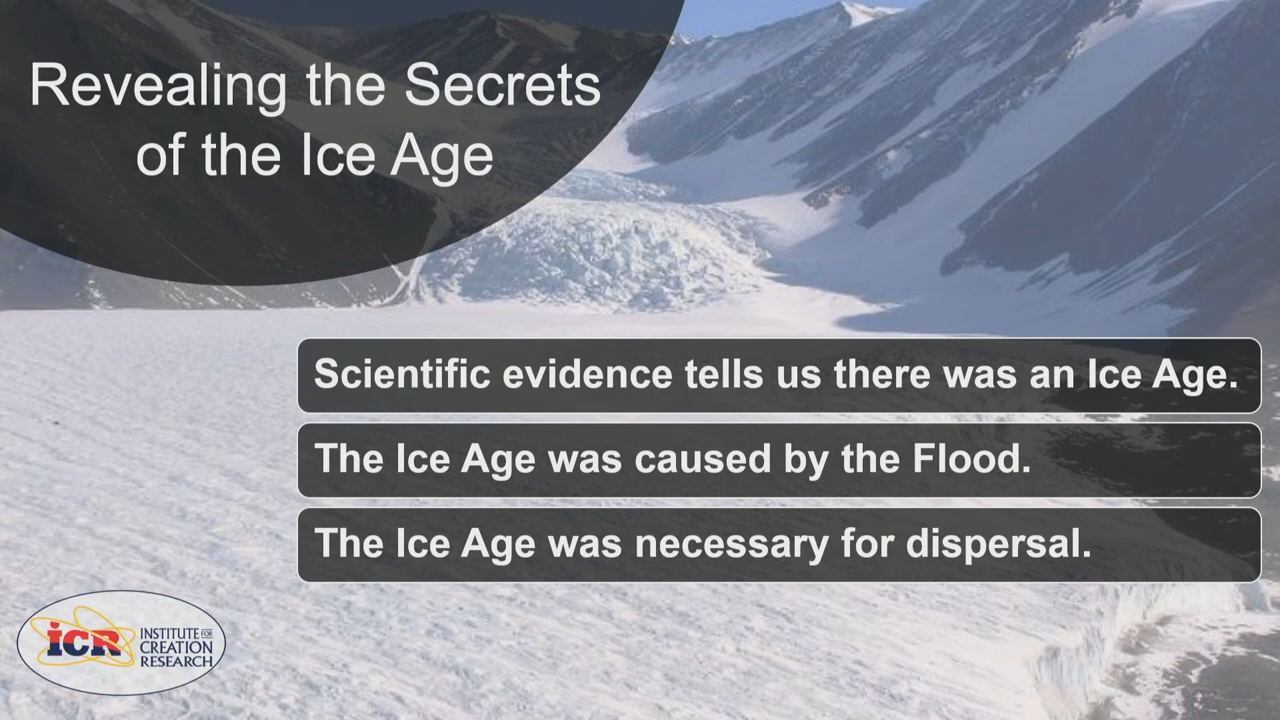 Revealing the Secrets
of the Ice Age
Scientific evidence tells us there was an Ice Age.
The Ice Age was caused by the Flood.
The Ice Age was necessary for dispersal.
iCR
INSTITUTE FOR
CREATION
RESEARCH